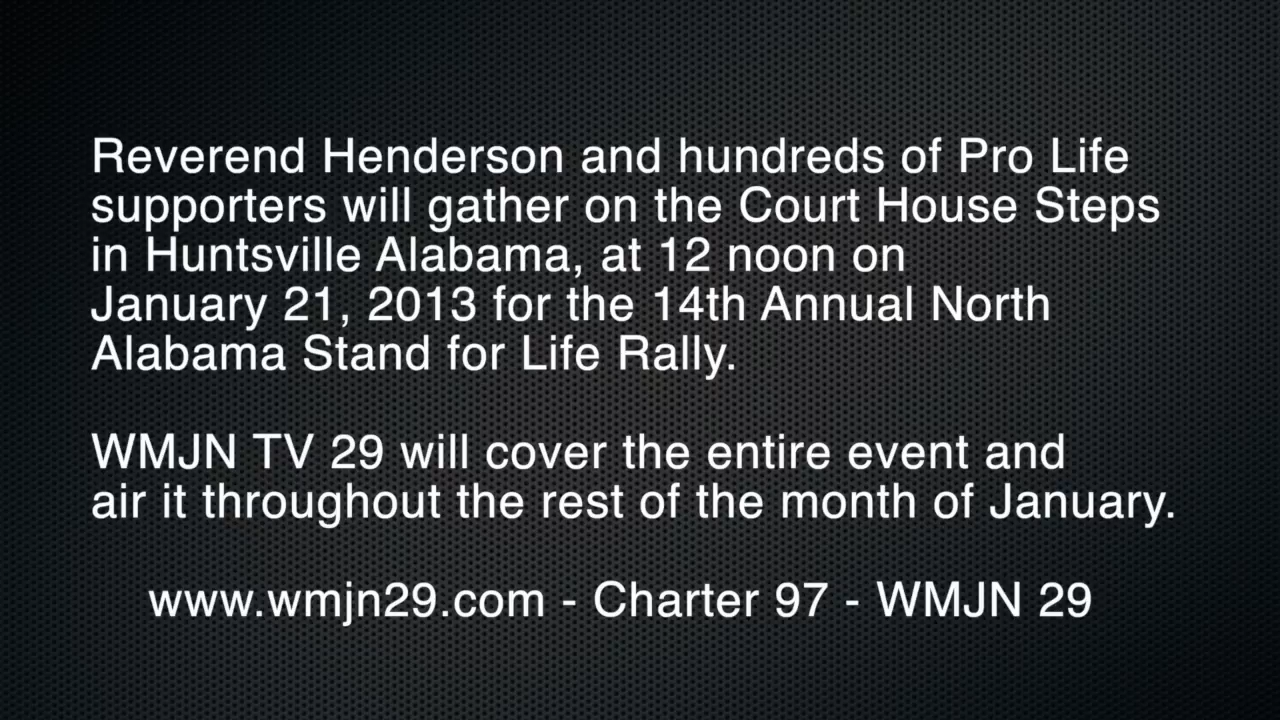 Reverend Henderson and hundreds of Pro Life
supporters will gather on the Court House Steps
in Huntsville Alabama, at 12 noon on
January 21, 2013 for the 14th Annual North
Alabama Stand for Life Rally.
WMJN TV 29 will cover the entire event and
air it throughout the rest of the month of January.
www.wmjn29.com - Charter 97 - WMJN 29